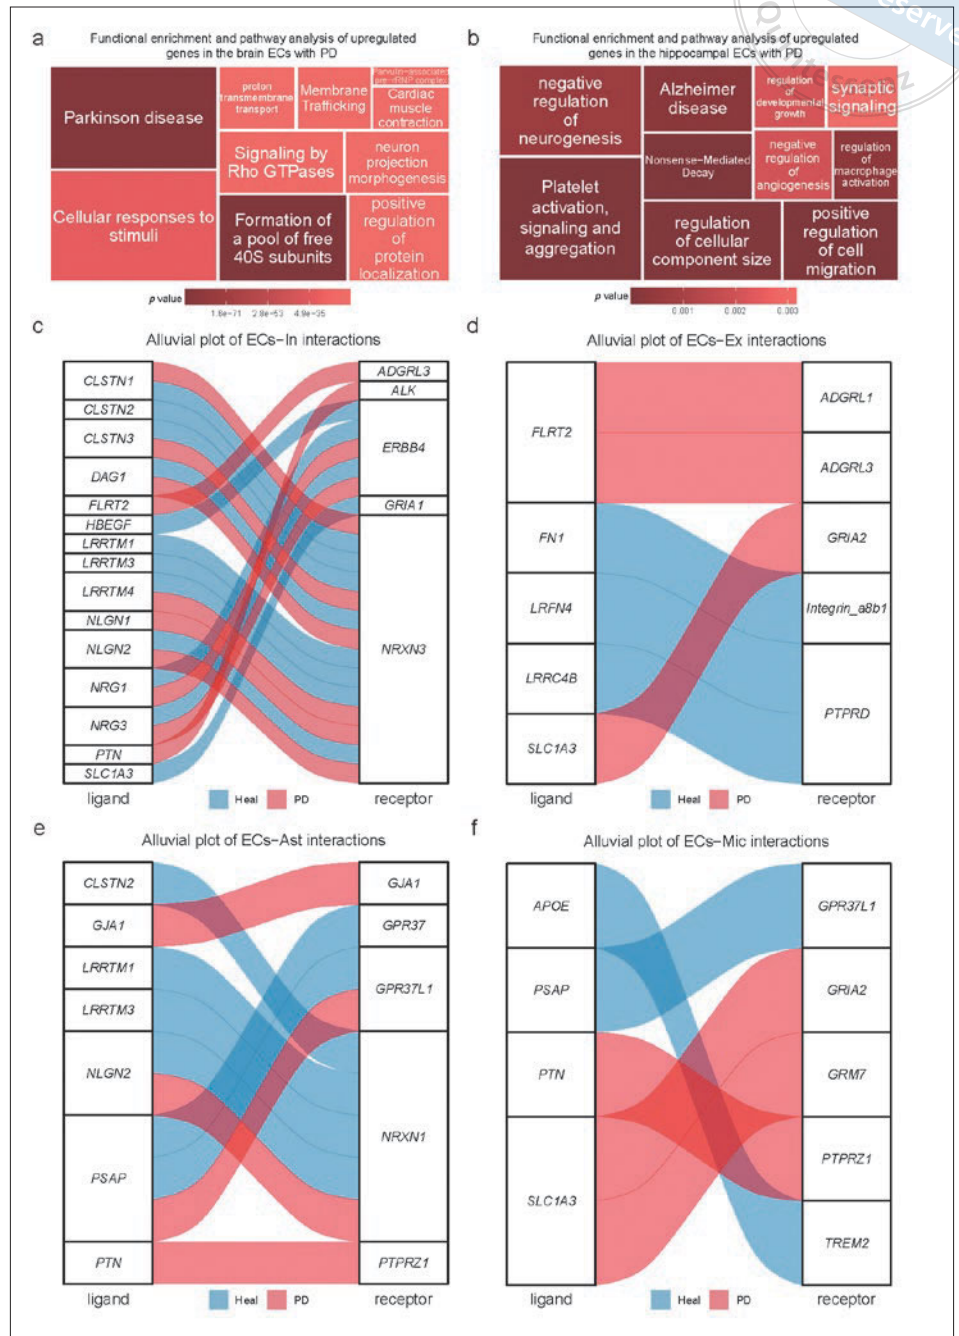 a
Functional enrichment and pathway analysis of upregulated
genes in the brain ECs with PD
Parkinson disease
Cellular responses to
stimuli
proton
transmembrane
transport
Membrane
Trafficking
Cardiac
muscle
contraction
Signaling by
Rho GTPases
neuron
projection
morphogenesis
Formation of
a pool of free
40S subunits
positive
regulation
of
protein
localization
p value
1.6e−71 2.8e−53 4.9e−35
b
Functional enrichment and pathway analysis of upregulated
genes in the hippocampal ECs with PD
negative
regulation
of
neurogenesis
Platelet
activation,
signaling and
aggregation
Alzheimer
disease
Nonsense−Mediated
Decay
regulation
of
developmental
growth
synaptic
signaling
negative
regulation
of
angiogenesis
regulation
of
macrophage
activation
regulation
of cellular
component size
positive
regulation
of cell
migration
p value
0.001 0.002 0.003
c
Alluvial plot of ECs−In interactions
CLSTN1
CLSTN2
CLSTN3
DAG1
FLRT2
HBEGF
LRRTM1
LRRTM3
LRRTM4
NLGN1
NLGN2
NRG1
NRG3
PTN
SLC1A3
ADGRL3
ALK
ERBB4
GRIA1
NRXN3
ligand
Heal PD
receptor
d
Alluvial plot of ECs−Ex interactions
FLRT2
FN1
LRFN4
LRRC4B
SLC1A3
ADGRL1
ADGRL3
GRIA2
Integrin_a8b1
PTPRD
ligand
Heal PD
receptor
e
Alluvial plot of ECs−Ast interactions
CLSTN2
GJA1
LRRTM1
LRRTM3
NLGN2
PSAP
PTN
GJA1
GPR37
GPR37L1
NRXN1
PTPRZ1
ligand
Heal PD
receptor
f
Alluvial plot of ECs−Mic interactions
APOE
PSAP
PTN
SLC1A3
GPR37L1
GRIA2
GRM7
PTPRZ1
TREM2
ligand
Heal PD
receptor